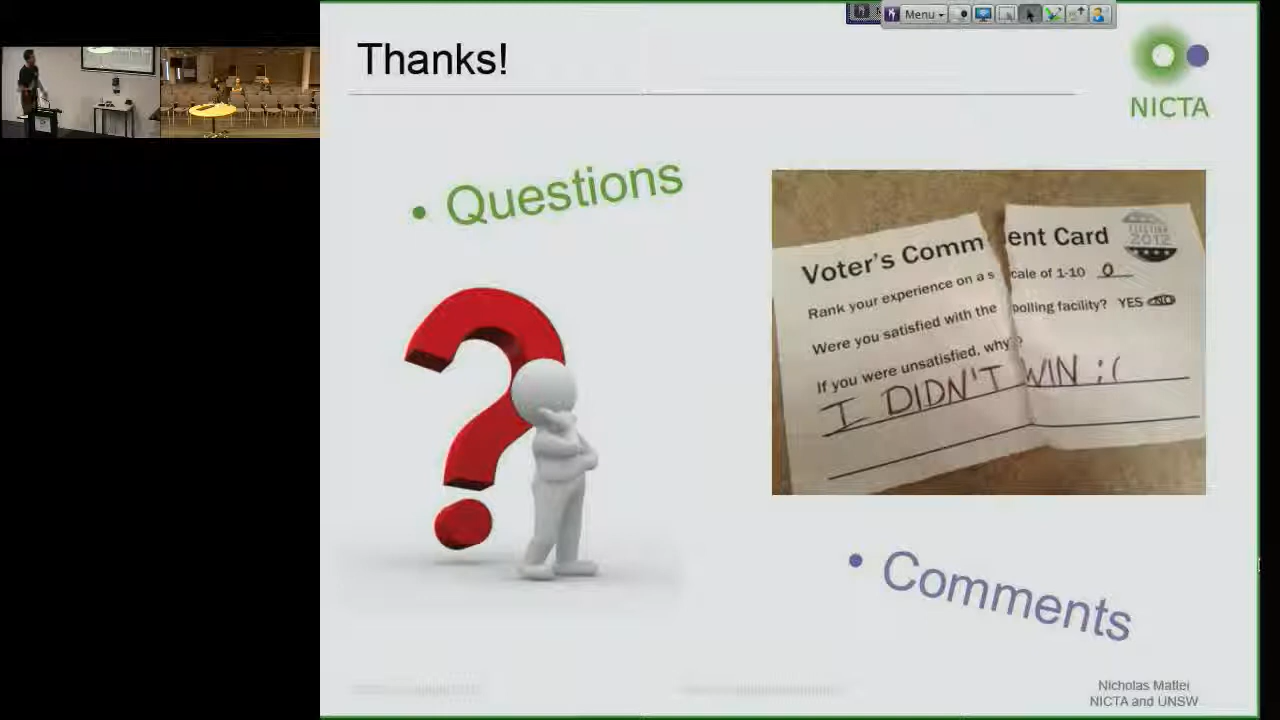 Menu
Thanks!
NICTA
• Questions
Voter's Comm ent Card
ELECTION
2012
Rank your experience on a s cale of 1-10 0
Were you satisfied with the polling facility? YES NO
If you were unsatisfied, why?
I DIDN'T WIN :(
• Comments
Nicholas Mattei
NICTA and UNSW